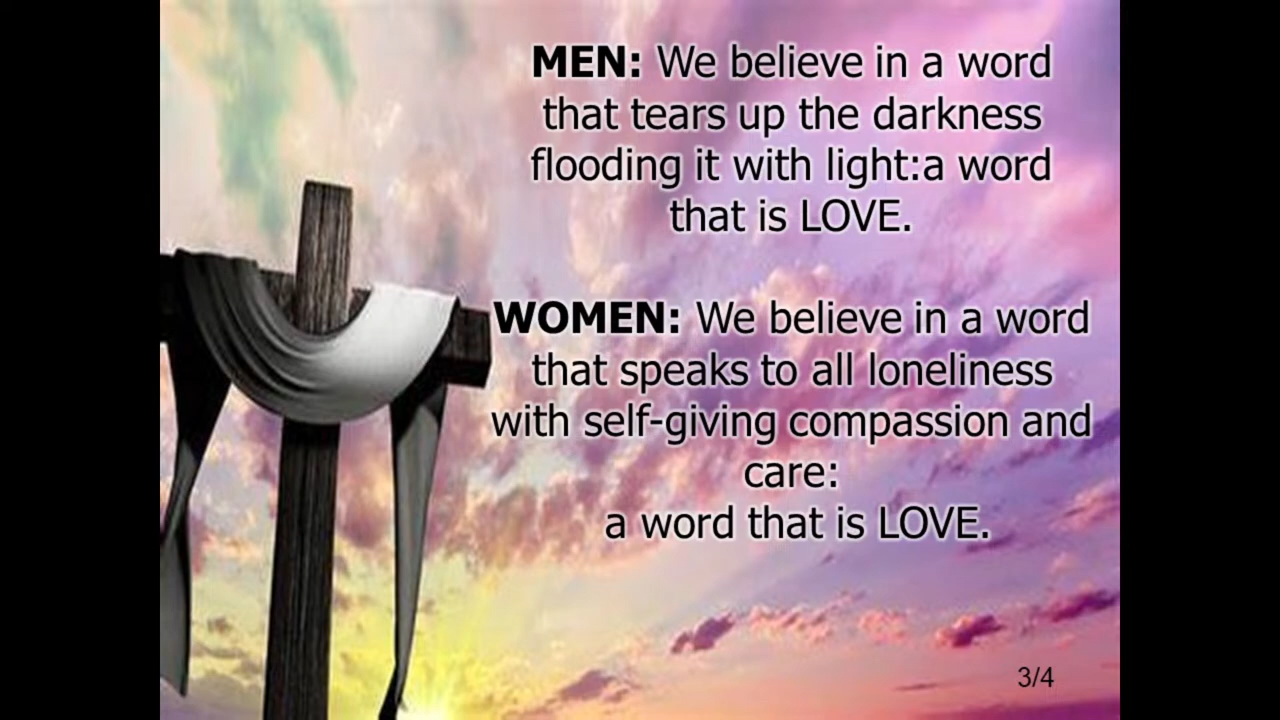 MEN: We believe in a word
that tears up the darkness
flooding it with light:a word
that is LOVE.
WOMEN: We believe in a word
that speaks to all loneliness
with self-giving compassion and
care:
a word that is LOVE.
3/4